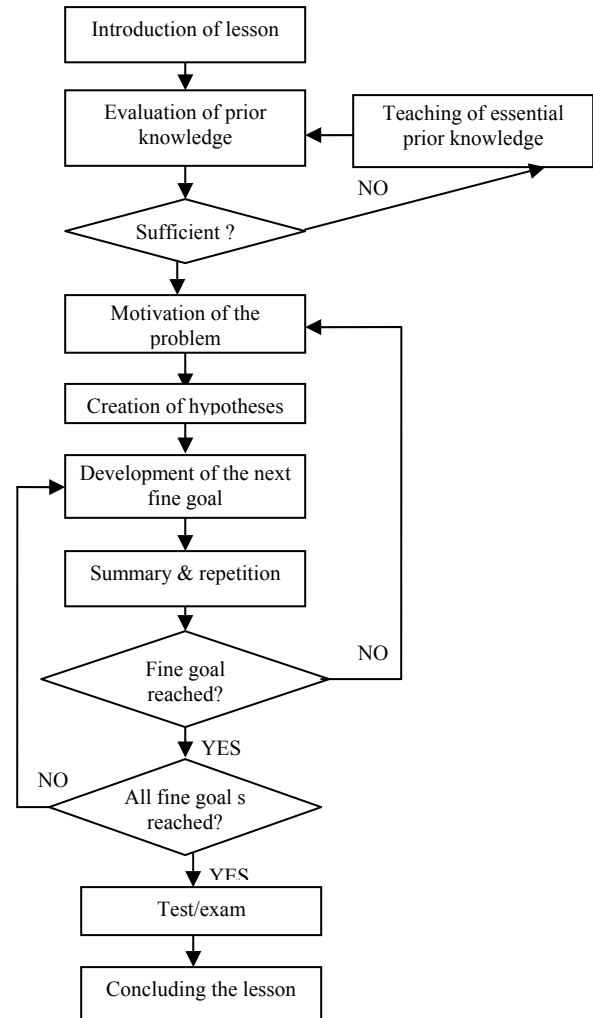 Introduction of lesson
Evaluation of prior
knowledge
Teaching of essential
prior knowledge
NO
Sufficient ?
Motivation of the
problem
Creation of hypotheses
Development of the next
fine goal
Summary & repetition
Fine goal
reached?
NO
YES
NO
All fine goal s
reached?
YES
Test/exam
Concluding the lesson